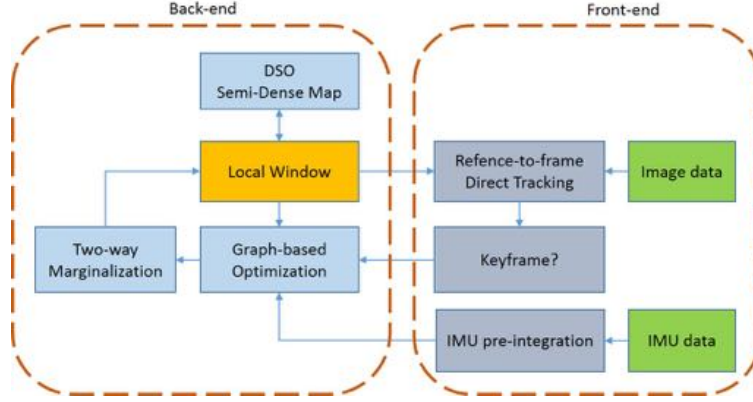 Back-end
Front-end
DSO
Semi-Dense Map
Local Window
Refence-to-frame
Direct Tracking
Image data
Two-way
Marginalization
Graph-based
Optimization
Keyframe?
IMU pre-integration
IMU data